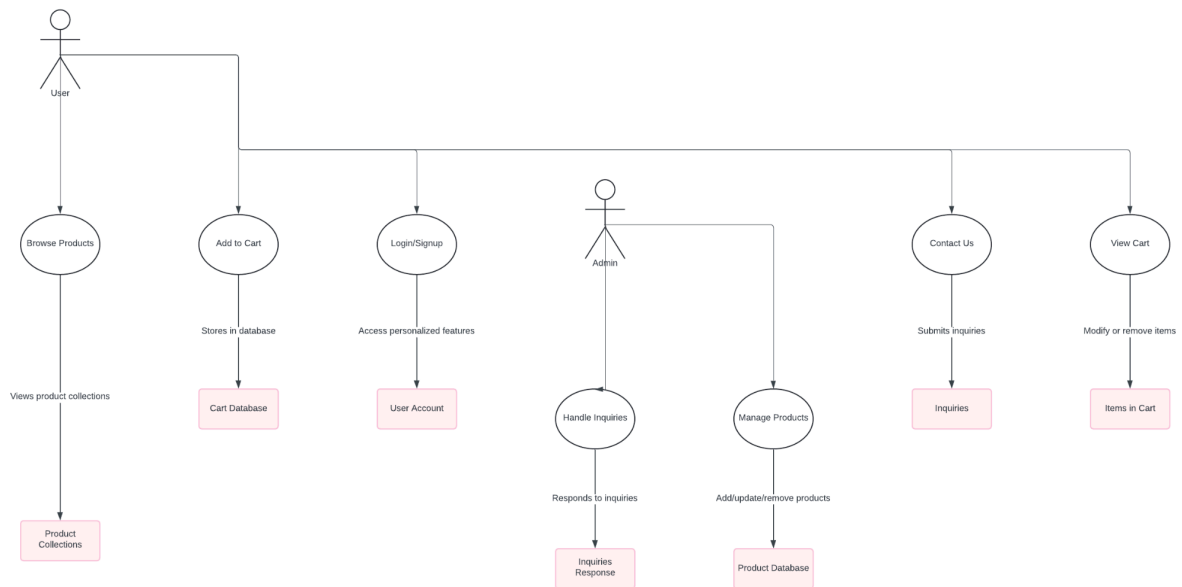 User
Browse Products
Add to Cart
Login/Signup
Admin
Contact Us
View Cart
Stores in database
Access personalized features
Submits inquiries
Modify or remove items
Views product collections
Cart Database
User Account
Handle Inquiries
Manage Products
Inquiries
Items in Cart
Responds to inquiries
Add/update/remove products
Product
Collections
Inquiries
Response
Product Database